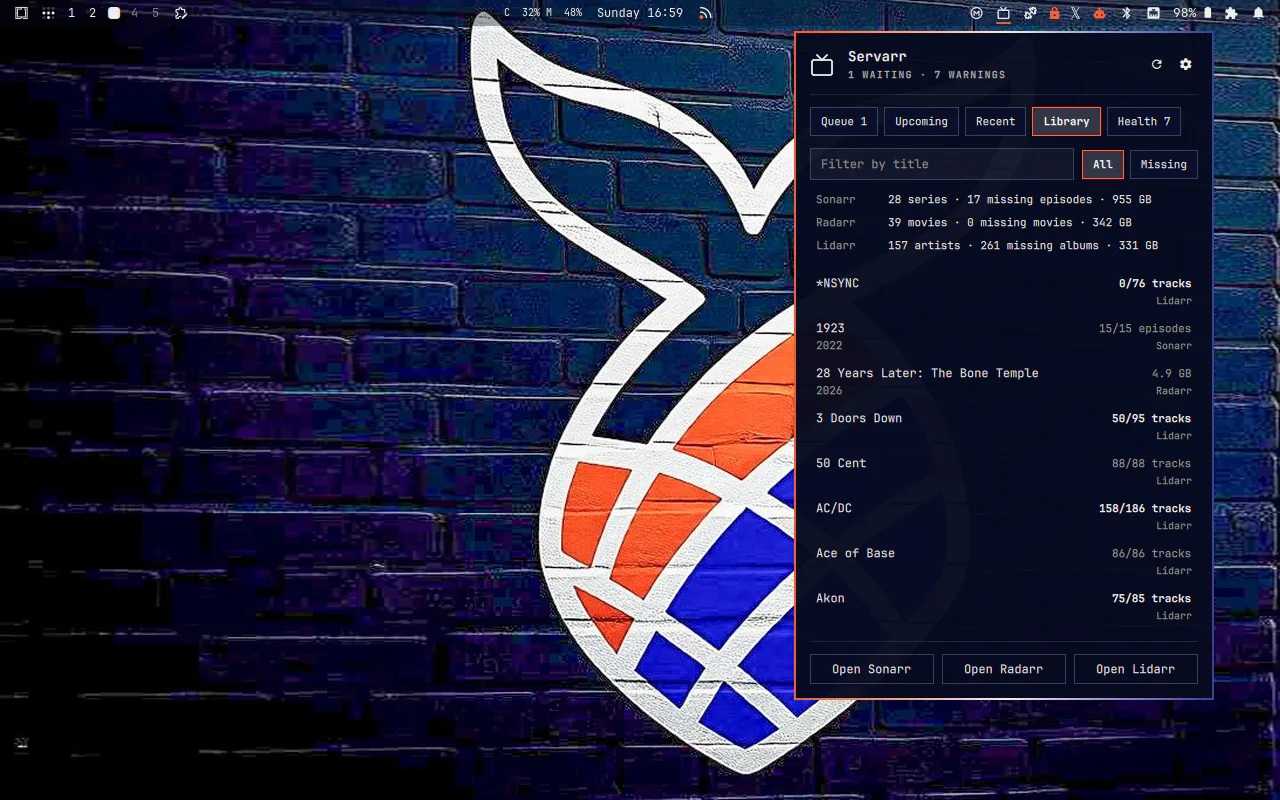 1 2 4 5
C 32% M 48% Sunday 16:59
98%
Servarr
1 WAITING · 7 WARNINGS
Queue 1 Upcoming Recent Library Health 7
Filter by title All Missing
Sonarr 28 series · 17 missing episodes · 955 GB
Radarr 39 movies · 0 missing movies · 342 GB
Lidarr 157 artists · 261 missing albums · 331 GB
*NSYNC 0/76 tracks
Lidarr
1923 15/15 episodes
2022 Sonarr
28 Years Later: The Bone Temple 4.9 GB
2026 Radarr
3 Doors Down 50/95 tracks
Lidarr
50 Cent 88/88 tracks
Lidarr
AC/DC 158/186 tracks
Lidarr
Ace of Base 86/86 tracks
Lidarr
Akon 75/85 tracks
Lidarr
Open Sonarr Open Radarr Open Lidarr